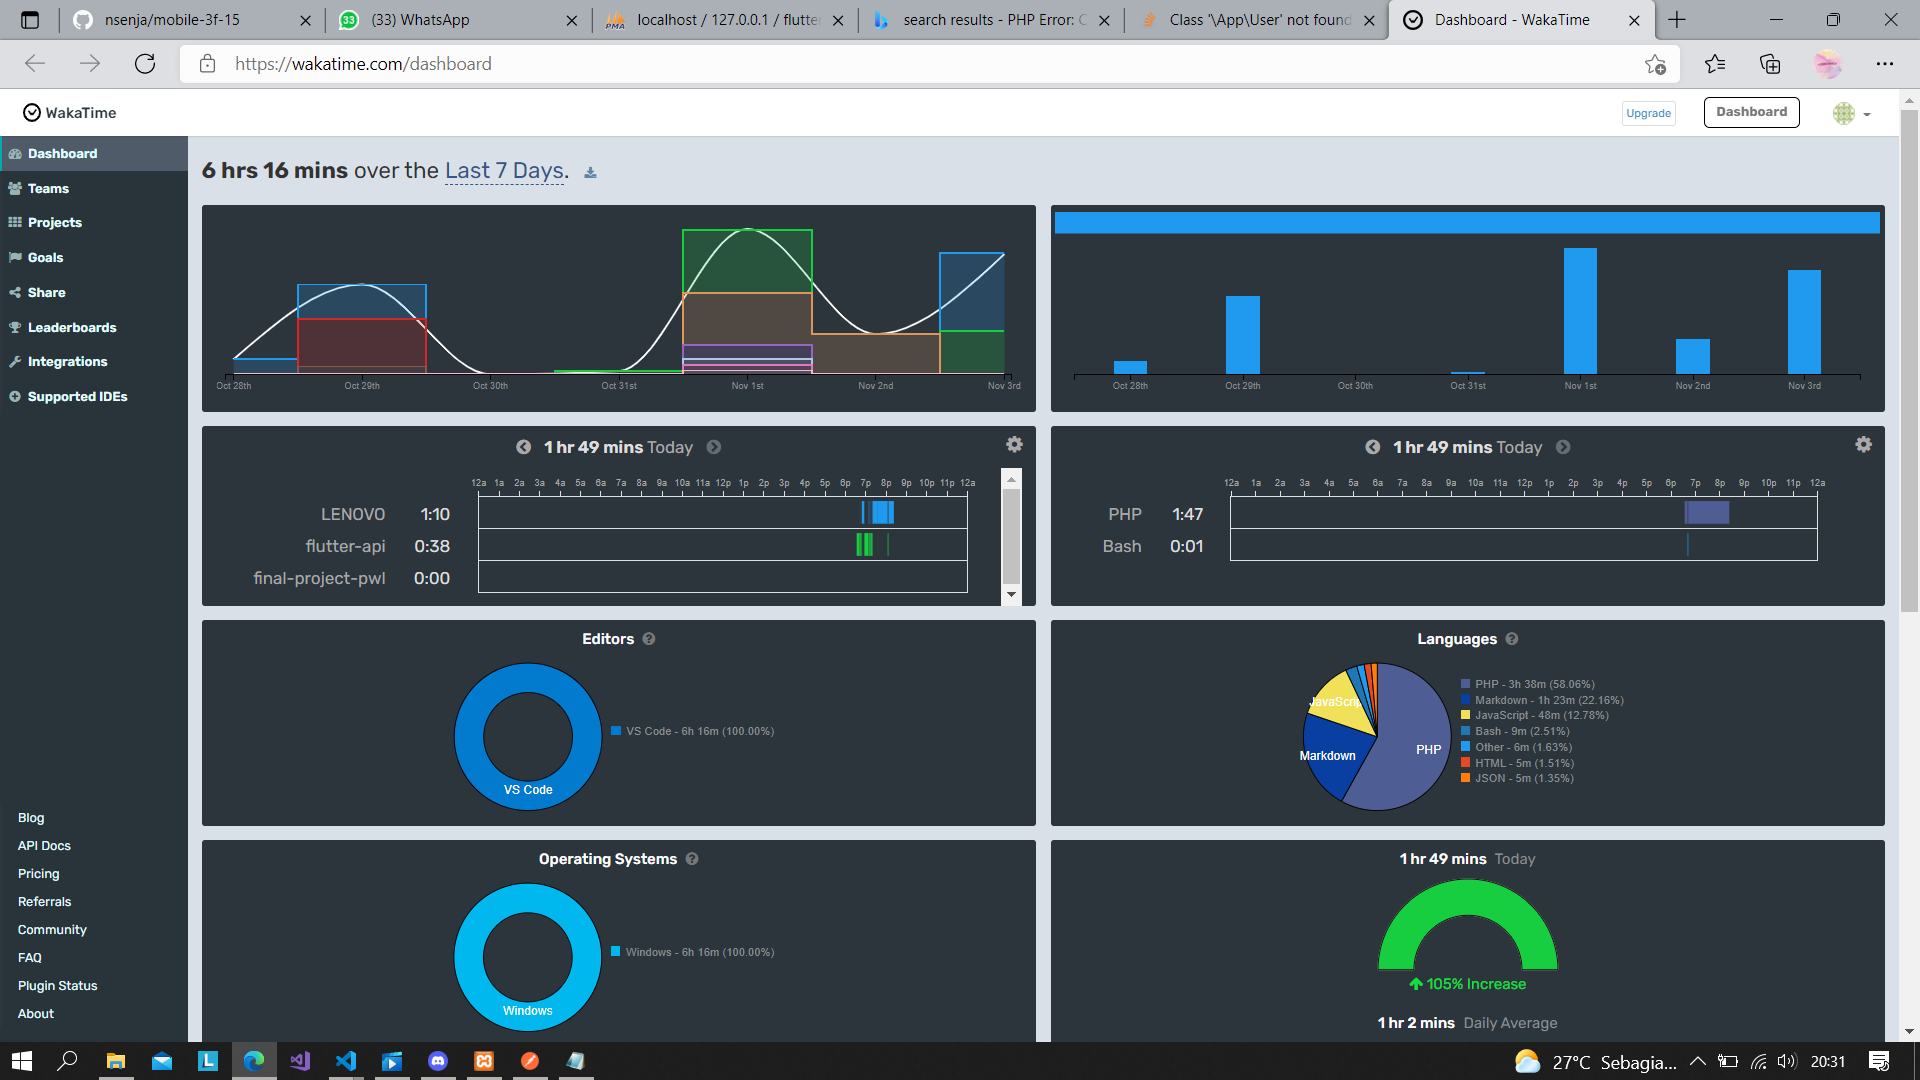 nsenja/mobile-3f-15
33
(33) WhatsApp
PMA
localhost / 127.0.0.1 / flutter
search results - PHP Error: C
Class '\App\User' not found
Dashboard - WakaTime
https://wakatime.com/dashboard
WakaTime
Upgrade
Dashboard
Dashboard
Teams
Projects
Goals
Share
Leaderboards
Integrations
Supported IDEs
Blog
API Docs
Pricing
Referrals
Community
FAQ
Plugin Status
About
6 hrs 16 mins over the Last 7 Days.
Oct 28th Oct 29th Oct 30th Oct 31st Nov 1st Nov 2nd Nov 3rd
Oct 28th Oct 29th Oct 30th Oct 31st Nov 1st Nov 2nd Nov 3rd
1 hr 49 mins Today
12a 1a 2a 3a 4a 5a 6a 7a 8a 9a 10a 11a 12p 1p 2p 3p 4p 5p 6p 7p 8p 9p 10p 11p 12a
LENOVO 1:10
flutter-api 0:38
final-project-pwl 0:00
1 hr 49 mins Today
12a 1a 2a 3a 4a 5a 6a 7a 8a 9a 10a 11a 12p 1p 2p 3p 4p 5p 6p 7p 8p 9p 10p 11p 12a
PHP 1:47
Bash 0:01
Editors
VS Code
VS Code - 6h 16m (100.00%)
Languages
JavaScrip
Markdown
PHP
PHP - 3h 38m (58.06%)
Markdown - 1h 23m (22.16%)
JavaScript - 48m (12.78%)
Bash - 9m (2.51%)
Other - 6m (1.63%)
HTML - 5m (1.51%)
JSON - 5m (1.35%)
Operating Systems
Windows
Windows - 6h 16m (100.00%)
1 hr 49 mins Today
105% Increase
1 hr 2 mins Daily Average
L
27°C Sebagia...
20:31